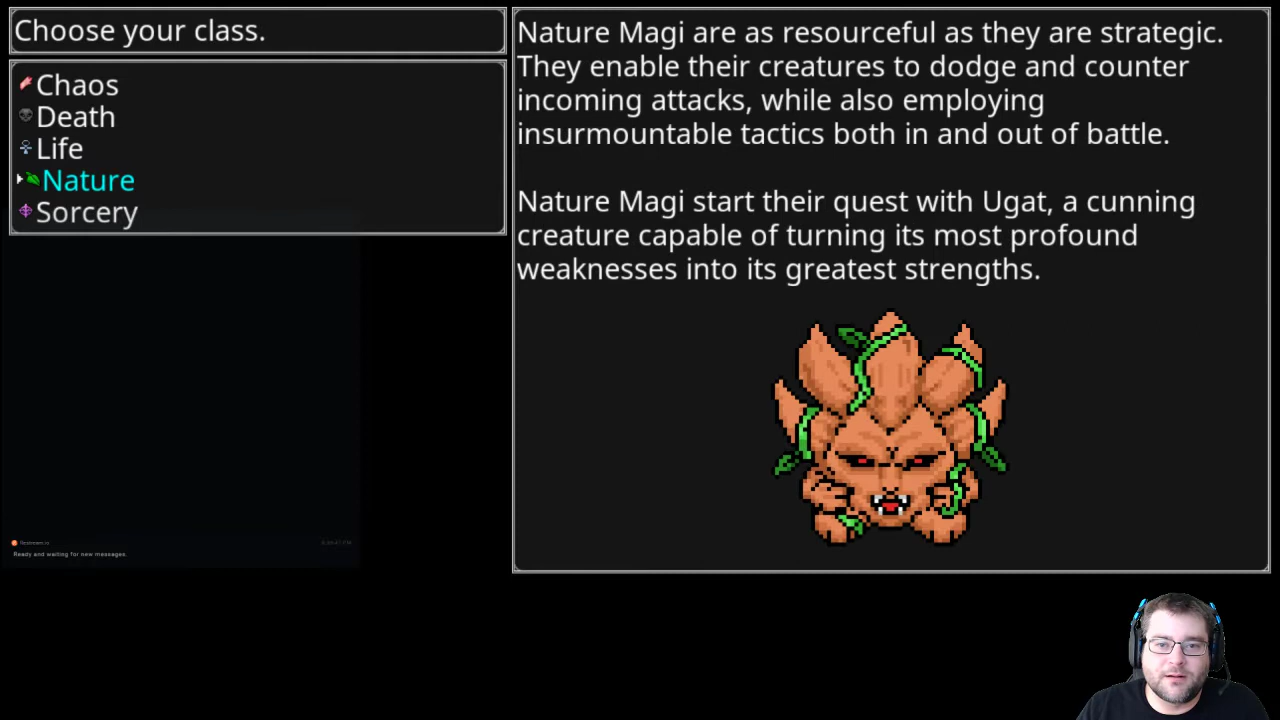 Choose your class.
Chaos
Death
Life
Nature
Sorcery
Nature Magi are as resourceful as they are strategic.
They enable their creatures to dodge and counter
incoming attacks, while also employing
insurmountable tactics both in and out of battle.
Nature Magi start their quest with Ugat, a cunning
creature capable of turning its most profound
weaknesses into its greatest strengths.
Restream.io
Ready and waiting for new messages.